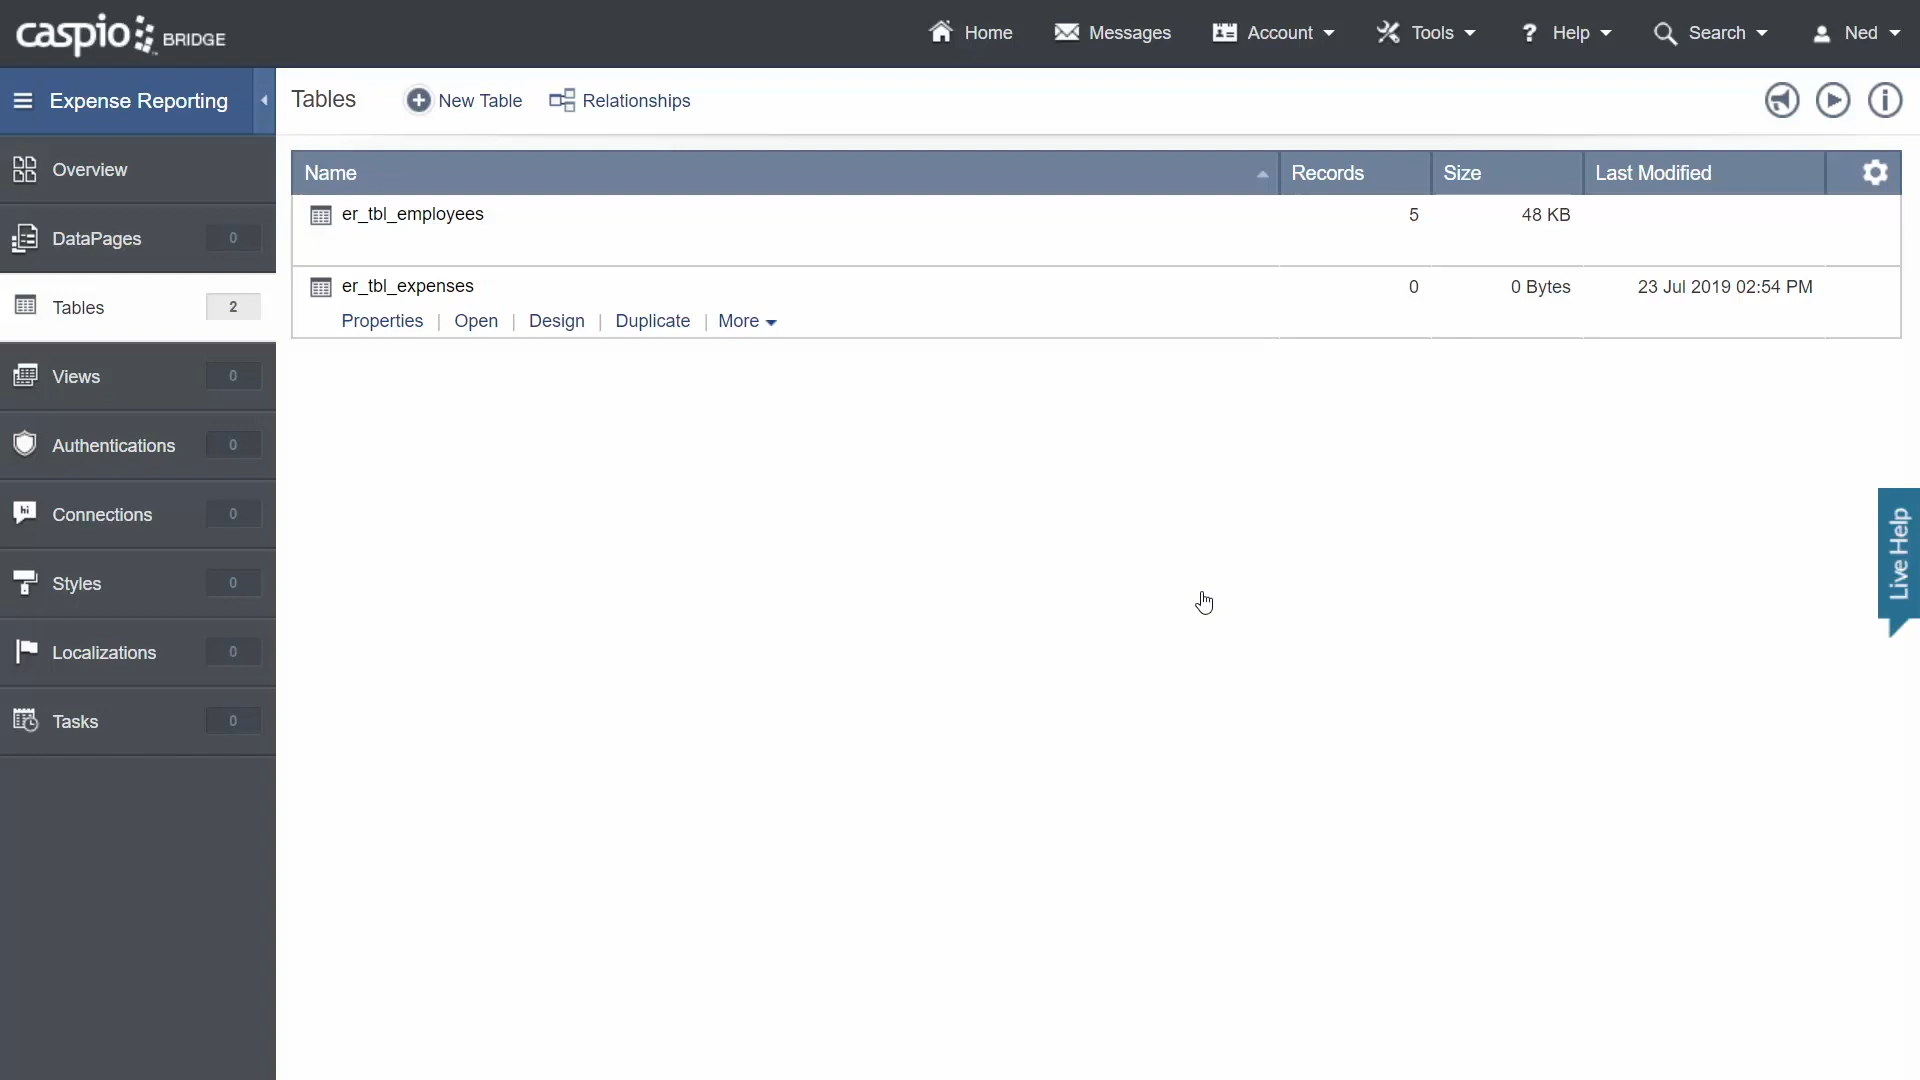 caspio BRIDGE
Home Messages Account Tools ? Help Search Ned
Expense Reporting
Tables New Table Relationships
Overview
DataPages 0
Tables 2
Views 0
Authentications 0
hi Connections 0
Styles 0
Localizations 0
Tasks 0
Name Records Size Last Modified
er_tbl_employees 5 48 KB
er_tbl_expenses 0 0 Bytes 23 Jul 2019 02:54 PM
Properties | Open | Design | Duplicate | More
Live Help